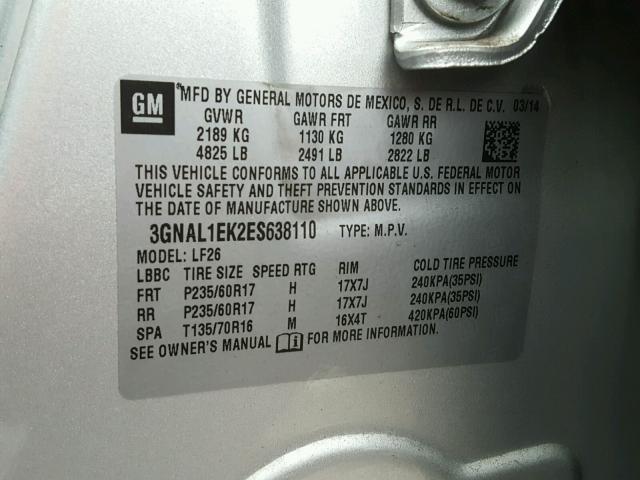 GM
*MFD BY GENERAL MOTORS DE MEXICO, S. DE R.L. DE C.V. 03/14
GVWR GAWR FRT GAWR RR
2189 KG 1130 KG 1280 KG
4825 LB 2491 LB 2822 LB
THIS VEHICLE CONFORMS TO ALL APPLICABLE U.S. FEDERAL MOTOR
VEHICLE SAFETY AND THEFT PREVENTION STANDARDS IN EFFECT ON
THE DATE OF MANUFACTURE SHOWN ABOVE.
3GNAL1EK2ES638110 TYPE: M.P.V.
MODEL: LF26
LBBC TIRE SIZE SPEED RTG RIM COLD TIRE PRESSURE
FRT P235/60R17 H 17X7J 240KPA(35PSI)
RR P235/60R17 H 17X7J 240KPA(35PSI)
SPA T135/70R16 M 16X4T 420KPA(60PSI)
SEE OWNER'S MANUAL i FOR MORE INFORMATION.